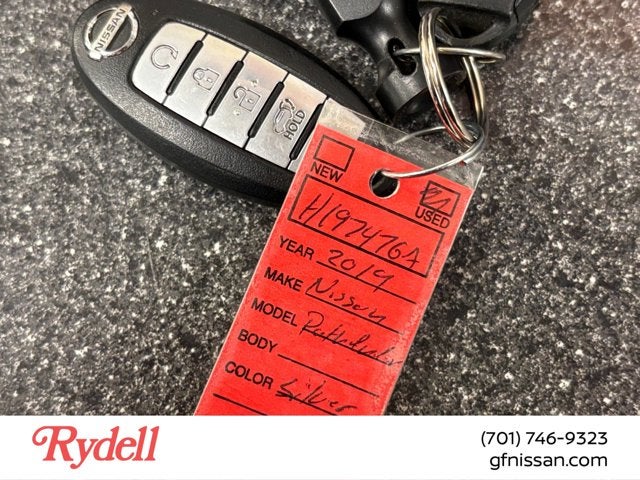 NISSAN
HOLD
NEW
USED
H197476A
YEAR 2019
MAKE Nissan
MODEL Pathfinder
BODY
COLOR Silver
Rydell
(701) 746-9323
gfnissan.com